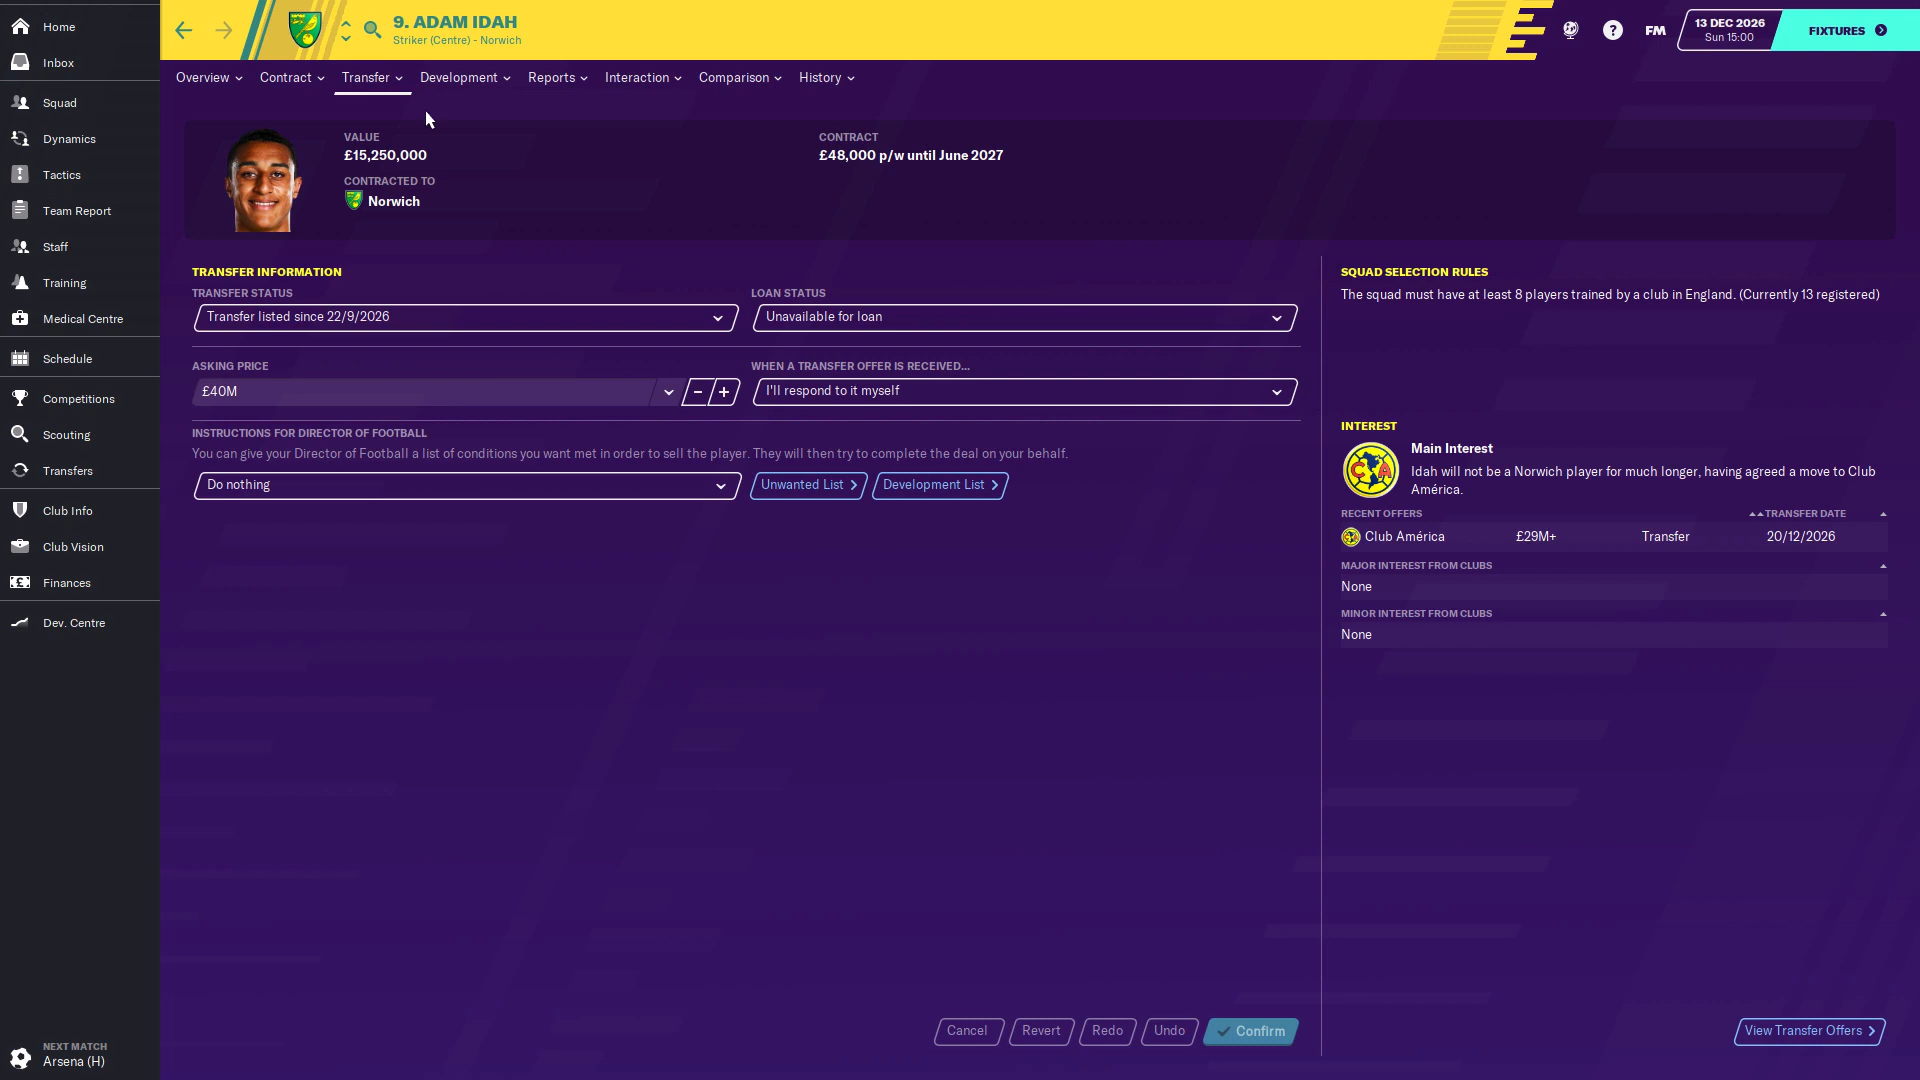 Home
Inbox
Squad
Dynamics
Tactics
Team Report
Staff
Training
Medical Centre
Schedule
Competitions
Scouting
Transfers
Club Info
Club Vision
Finances
Dev. Centre
NEXT MATCH
Arsena (H)
9. ADAM IDAH
Striker (Centre) - Norwich
?
FM
13 DEC 2026
Sun 15:00
FIXTURES
Overview Contract Transfer Development Reports Interaction Comparison History
VALUE
£15,250,000
CONTRACTED TO
Norwich
CONTRACT
£48,000 p/w until June 2027
TRANSFER INFORMATION
TRANSFER STATUS
Transfer listed since 22/9/2026
LOAN STATUS
Unavailable for loan
ASKING PRICE
£40M
- +
WHEN A TRANSFER OFFER IS RECEIVED...
I'll respond to it myself
INSTRUCTIONS FOR DIRECTOR OF FOOTBALL
You can give your Director of Football a list of conditions you want met in order to sell the player. They will then try to complete the deal on your behalf.
Do nothing
Unwanted List
Development List
SQUAD SELECTION RULES
The squad must have at least 8 players trained by a club in England. (Currently 13 registered)
INTEREST
CA
Main Interest
Idah will not be a Norwich player for much longer, having agreed a move to Club
América.
RECENT OFFERS TRANSFER DATE
Club América £29M+ Transfer 20/12/2026
MAJOR INTEREST FROM CLUBS
None
MINOR INTEREST FROM CLUBS
None
Cancel Revert Redo Undo Confirm
View Transfer Offers